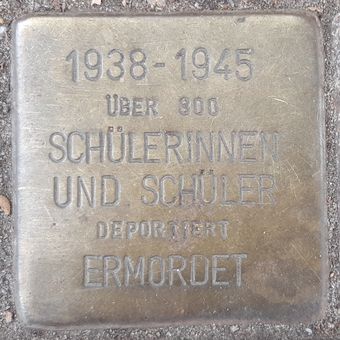 1938-1945
ÜBER 800
SCHÜLERINNEN
UND. SCHÜLER
DEPORTIERT
ERMORDET